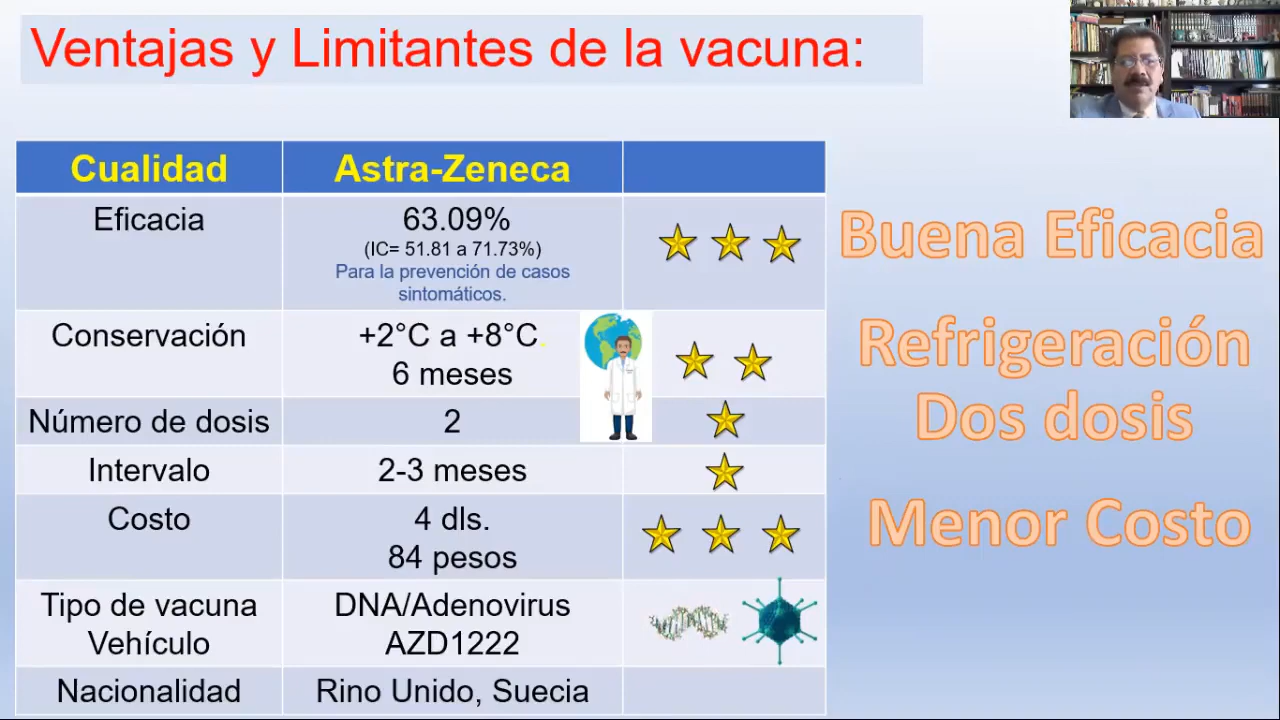 Ventajas y Limitantes de la vacuna:
Cualidad Astra-Zeneca
Eficacia 63.09%
(IC= 51.81 a 71.73%)
Para la prevención de casos
sintomáticos.
Conservación +2°C a +8°C.
6 meses
Número de dosis 2
Intervalo 2-3 meses
Costo 4 dls.
84 pesos
Tipo de vacuna DNA/Adenovirus
Vehículo AZD1222
Nacionalidad Rino Unido, Suecia
Buena Eficacia
Refrigeración
Dos dosis
Menor Costo